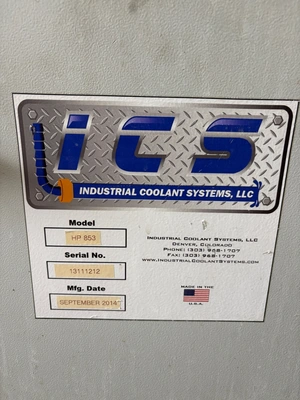 ICS
INDUSTRIAL COOLANT SYSTEMS, LLC
Model
HP 853
Serial No.
13111212
Mfg. Date
SEPTEMBER 2014
INDUSTRIAL COOLANT SYSTEMS, LLC
DENVER, COLORADO
PHONE: (303) 968-1707
FAX: (303) 968-1707
WWW.INDUSTRIALCOOLANTSYSTEMS.COM
MADE IN THE
U.S.A.